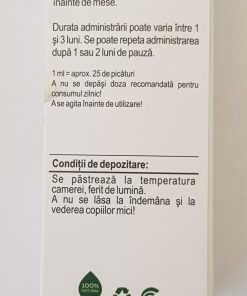 înainte de mese.
Durata administrării poate varia între 1
și 3 luni. Se poate repeta administrarea
după 1 sau 2 luni de pauză.
1 ml = aprox. 25 de picături
A nu se depăși doza recomandată pentru
consumul zilnic!
A se agita înainte de utilizare!
Condiții de depozitare:
Se păstrează la temperatura
camerei, ferit de lumină.
A nu se lăsa la îndemâna și la
vederea copiilor mici!
100%
NATURAL